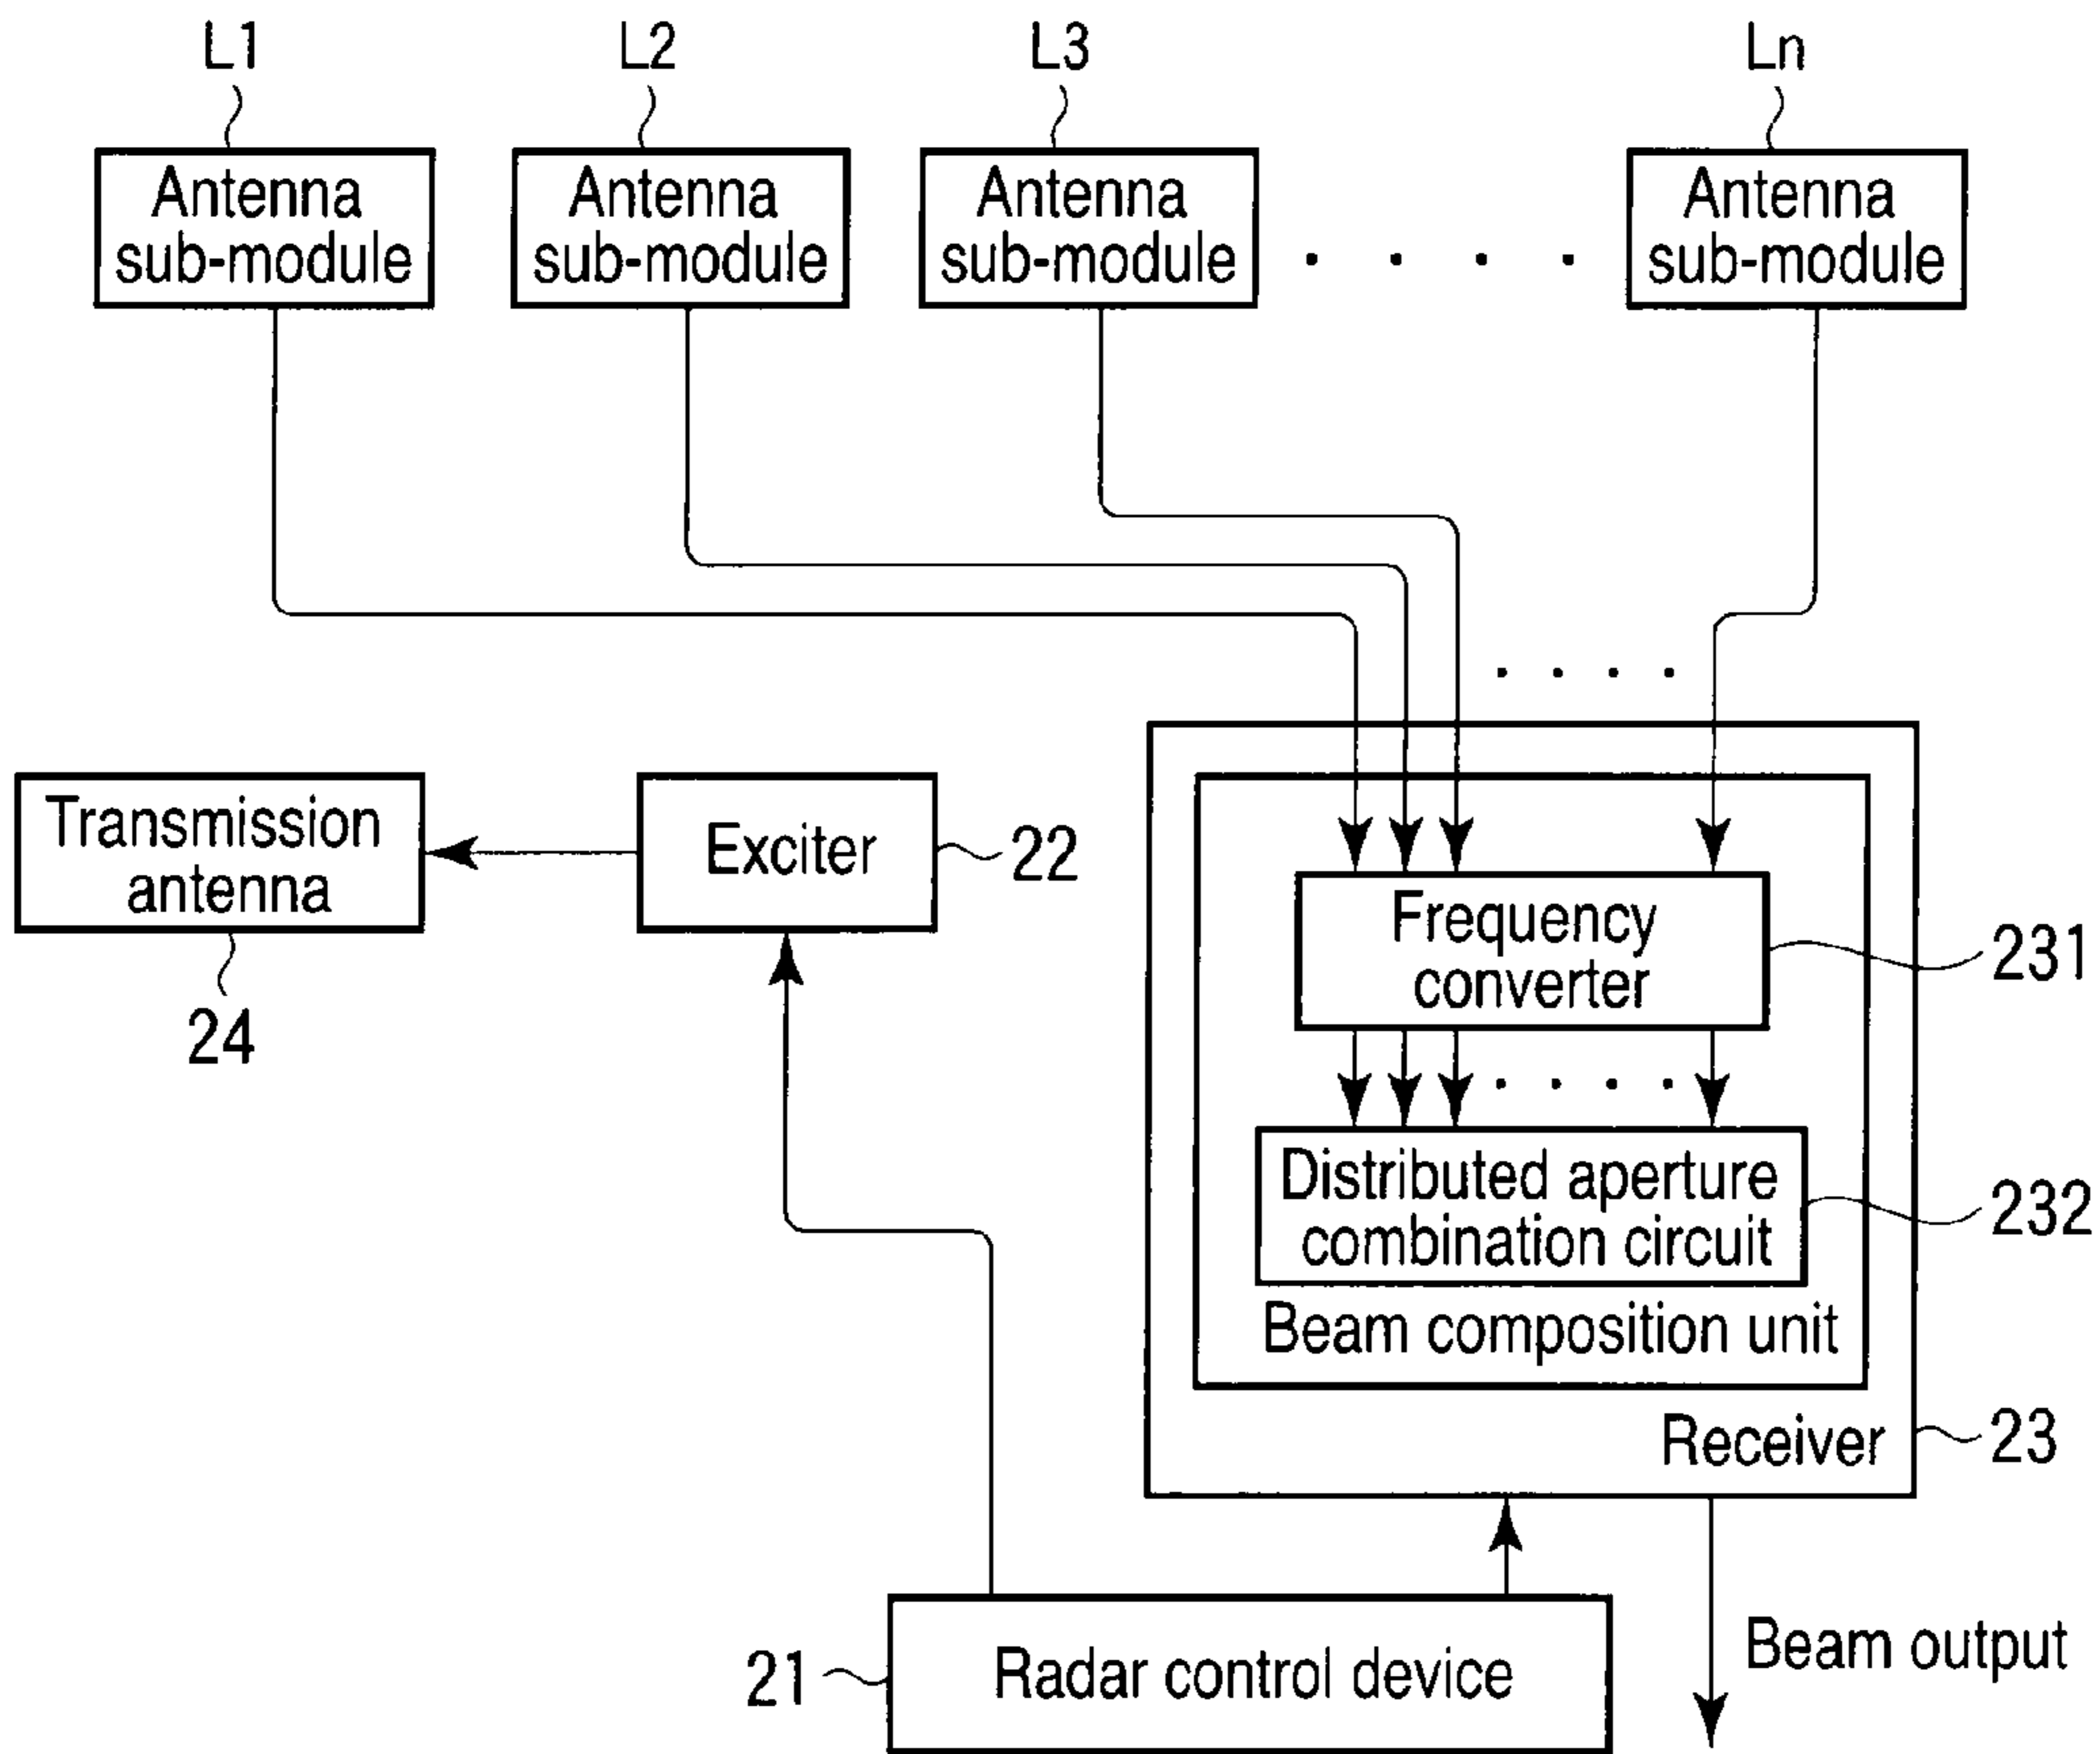 L1
L2
L3
Ln
Antenna
sub-module
Antenna
sub-module
Antenna
sub-module
. . . .
Antenna
sub-module
. . . .
Transmission
antenna
24
Exciter
22
Frequency
converter
231
. . . .
Distributed aperture
combination circuit
232
Beam composition unit
Receiver
23
Radar control device
21
Beam output